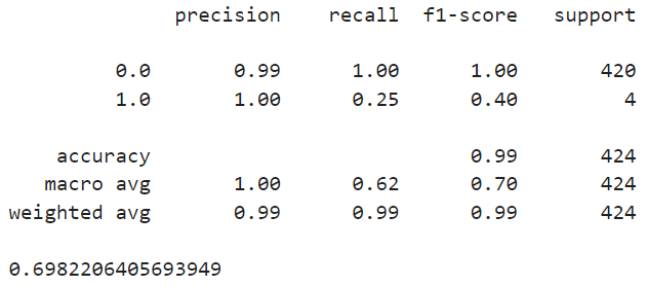 precision recall f1-score support
0.0 0.99 1.00 1.00 420
1.0 1.00 0.25 0.40 4
accuracy 0.99 424
macro avg 1.00 0.62 0.70 424
weighted avg 0.99 0.99 0.99 424
0.6982206405693949